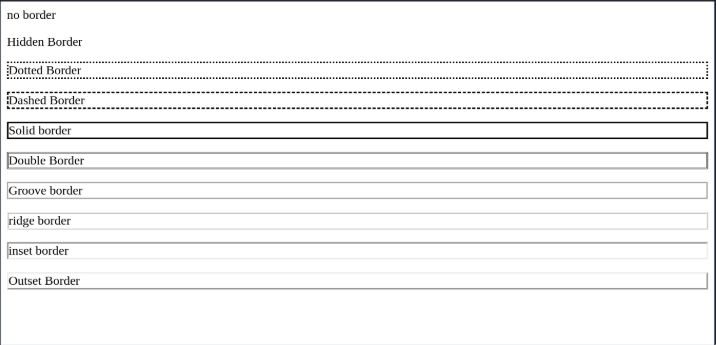 no border
Hidden Border
Dotted Border
Dashed Border
Solid border
Double Border
Groove border
ridge border
inset border
Outset Border